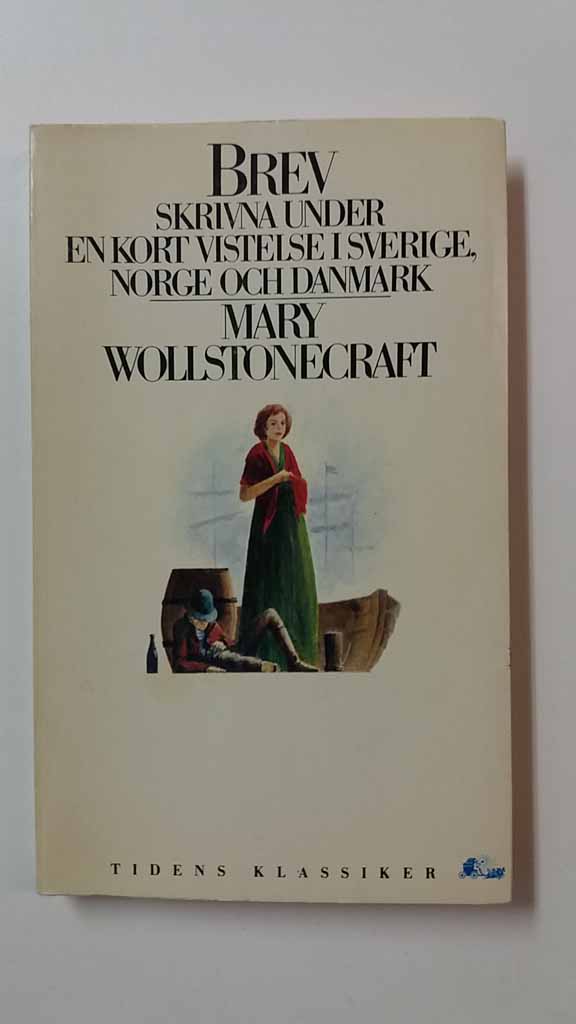 BREV
SKRIVNA UNDER
EN KORT VISTELSE I SVERIGE,
NORGE OCH DANMARK
MARY
WOLLSTONECRAFT
TIDENS KLASSIKER